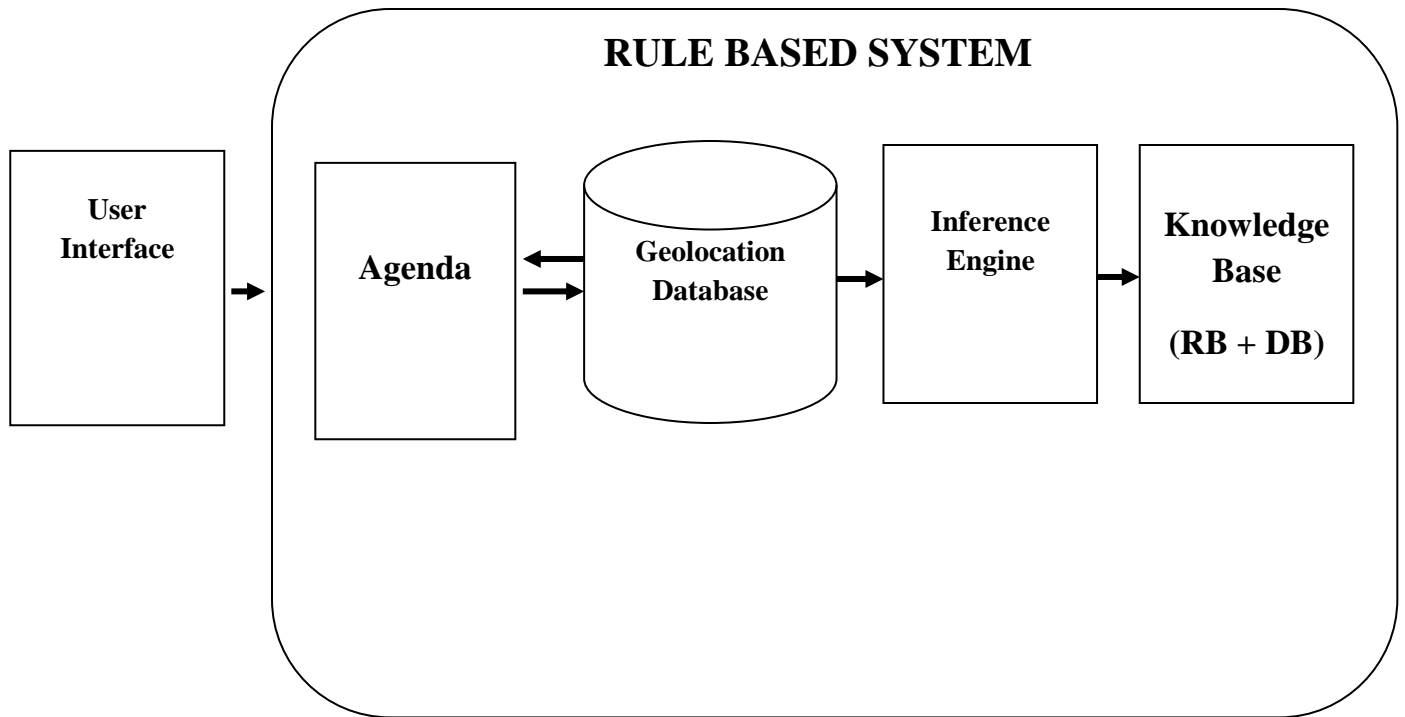 RULE BASED SYSTEM
User
Interface
Agenda
Geolocation
Database
Inference
Engine
Knowledge
Base
(RB + DB)